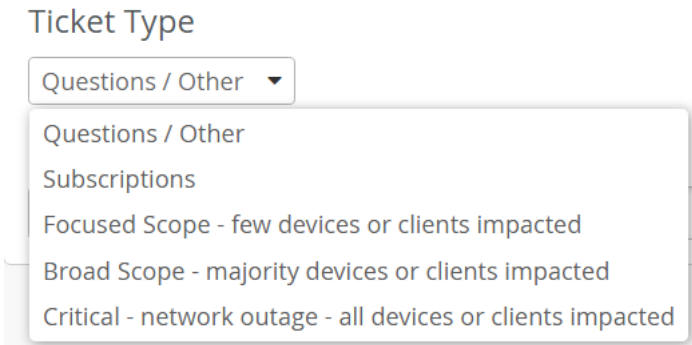 Ticket Type
Questions / Other
Questions / Other
Subscriptions
Focused Scope - few devices or clients impacted
Broad Scope - majority devices or clients impacted
Critical - network outage - all devices or clients impacted